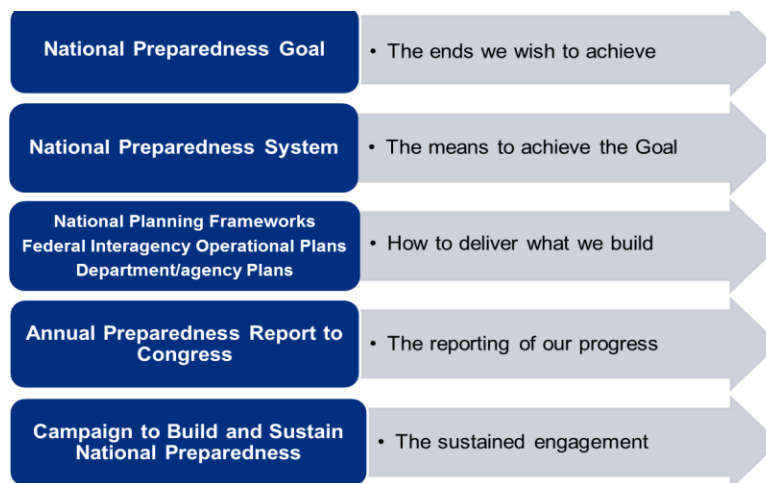 National Preparedness Goal
• The ends we wish to achieve
National Preparedness System
• The means to achieve the Goal
National Planning Frameworks
Federal Interagency Operational Plans
Department/agency Plans
• How to deliver what we build
Annual Preparedness Report to
Congress
• The reporting of our progress
Campaign to Build and Sustain
National Preparedness
• The sustained engagement